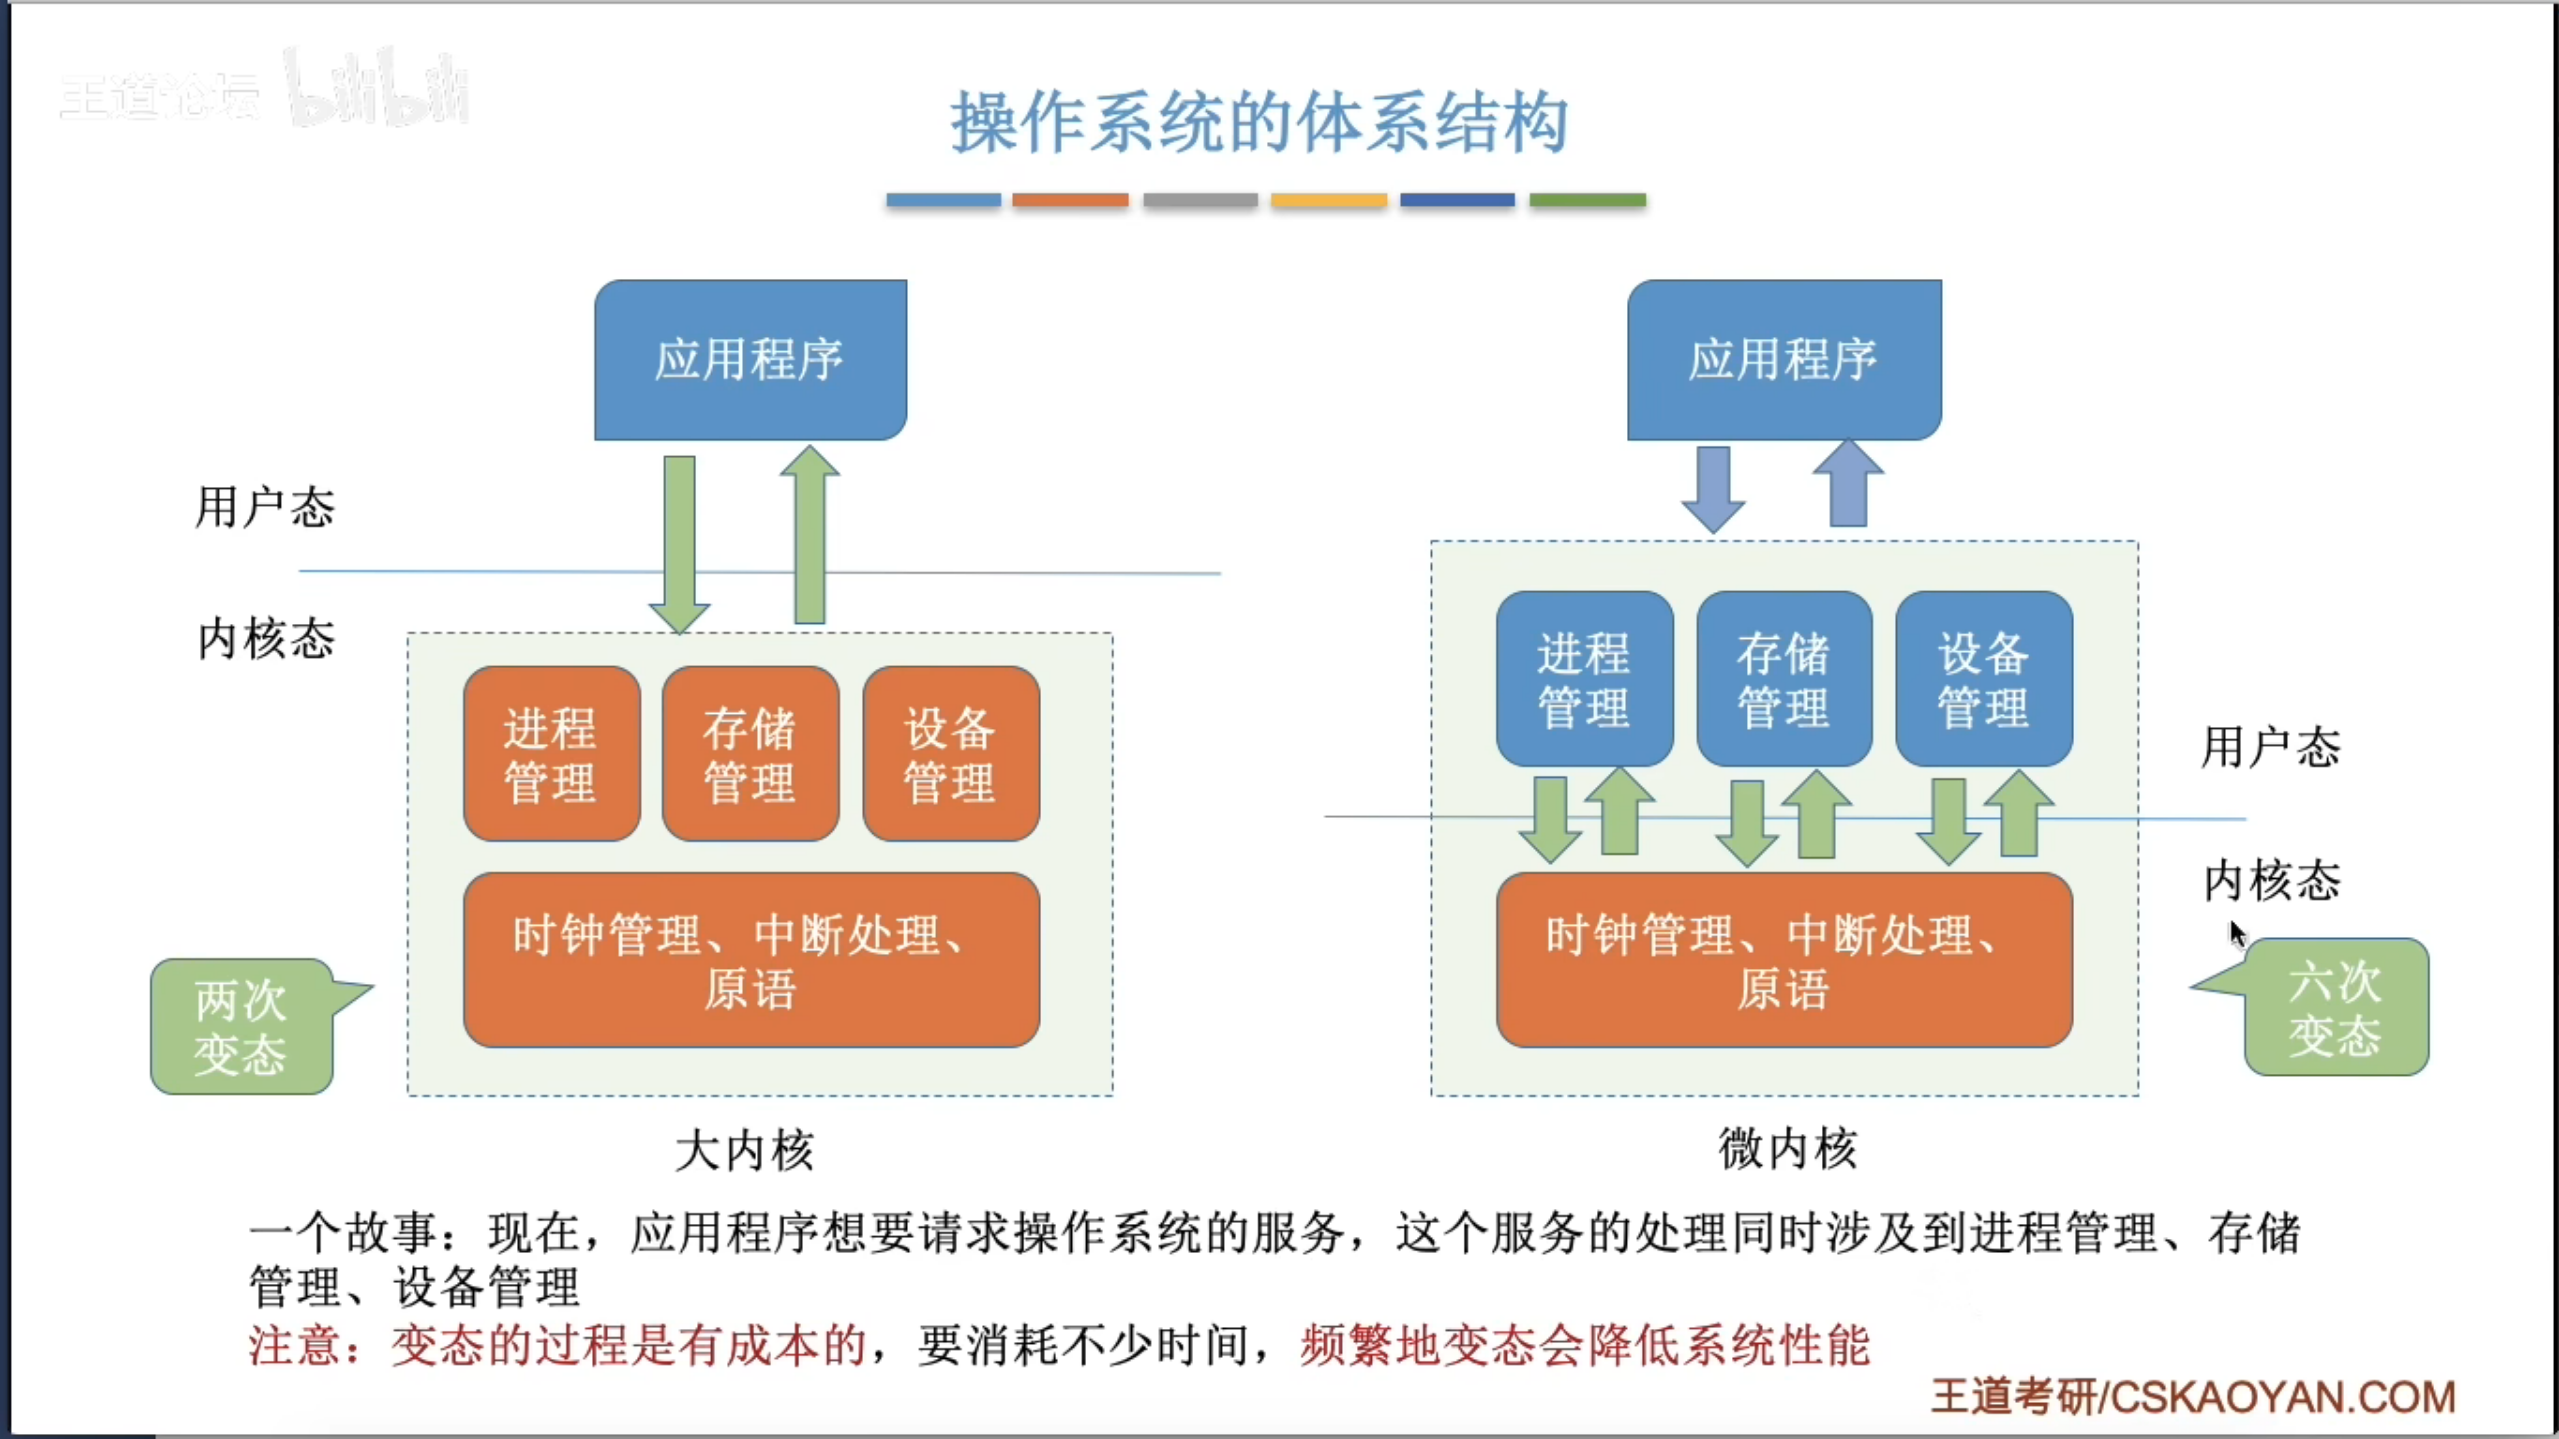 王道论坛 bilibili
操作系统的体系结构
应用程序
用户态
内核态
进程
管理
存储
管理
设备
管理
时钟管理、中断处理、
原语
两次
变态
大内核
应用程序
进程
管理
存储
管理
设备
管理
用户态
内核态
时钟管理、中断处理、
原语
六次
变态
微内核
一个故事：现在，应用程序想要请求操作系统的服务，这个服务的处理同时涉及到进程管理、存储
管理、设备管理
注意：变态的过程是有成本的，要消耗不少时间，频繁地变态会降低系统性能
王道考研/CSKAOYAN.COM